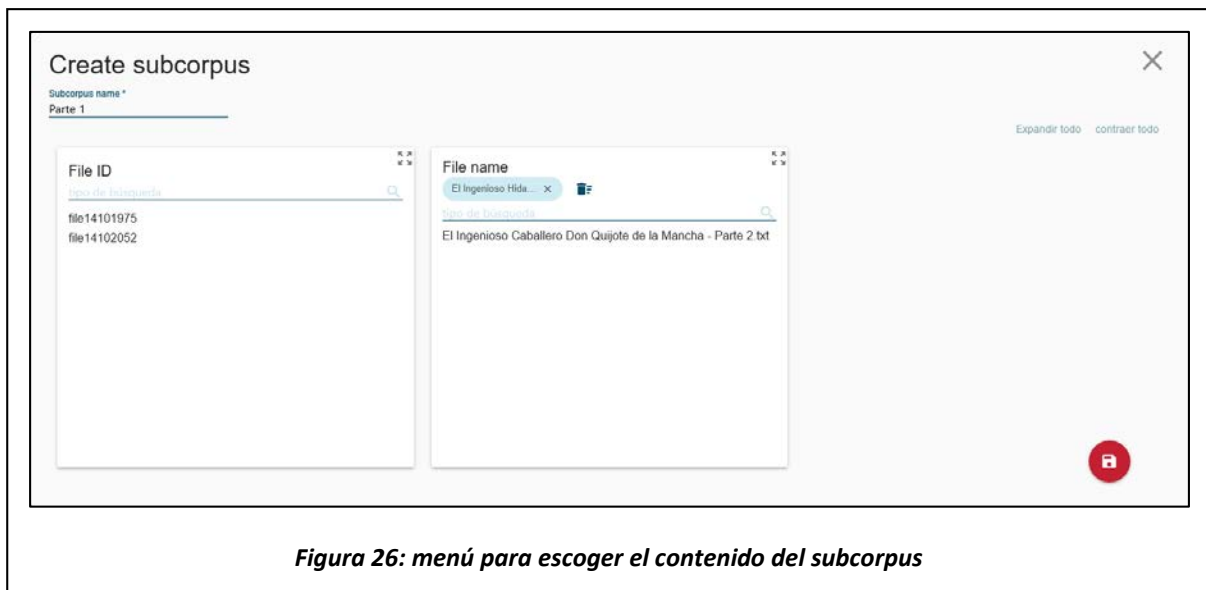 Create subcorpus
Subcorpus name *
Parte 1
Expandir todo contraer todo
File ID
tipo de búsqueda
file14101975
file14102052
File name
El Ingenioso Hida... ×
tipo de búsqueda
El Ingenioso Caballero Don Quijote de la Mancha - Parte 2.txt
Figura 26: menú para escoger el contenido del subcorpus